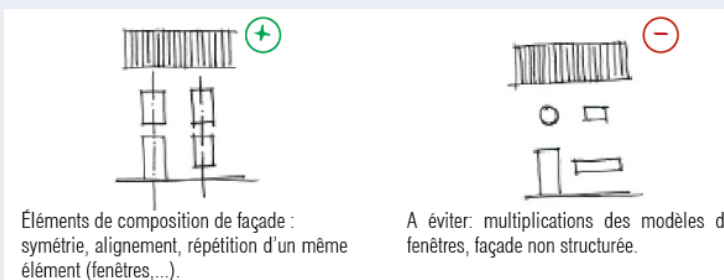 Éléments de composition de façade :
symétrie, alignement, répétition d'un même
élément (fenêtres,...).
A éviter: multiplications des modèles d
fenêtres, façade non structurée.